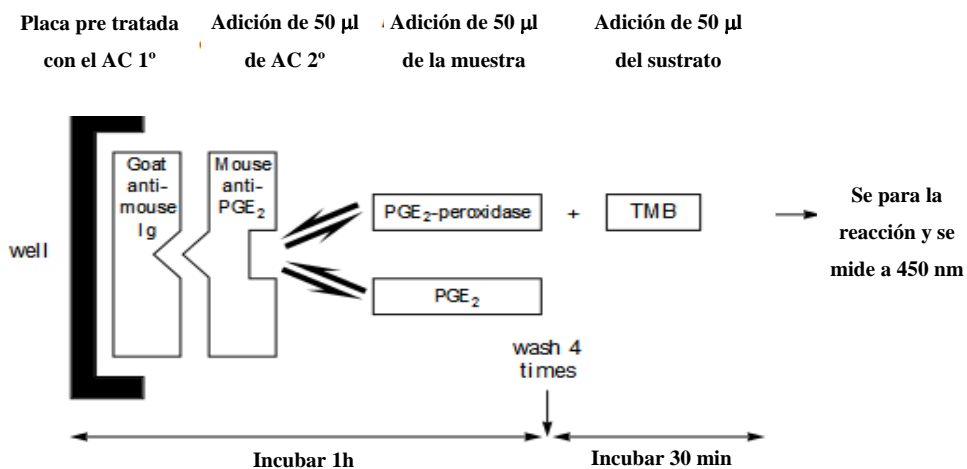 Placa pre tratada
con el AC 1º
Adición de 50 µl
de AC 2º
Adición de 50 µl
de la muestra
Adición de 50 µl
del sustrato
well
Goat
anti-
mouse
Ig
Mouse
anti-
PGE₂
PGE₂-peroxidase
+
TMB
PGE₂
Se para la
reacción y se
mide a 450 nm
wash 4
times
Incubar 1h
Incubar 30 min